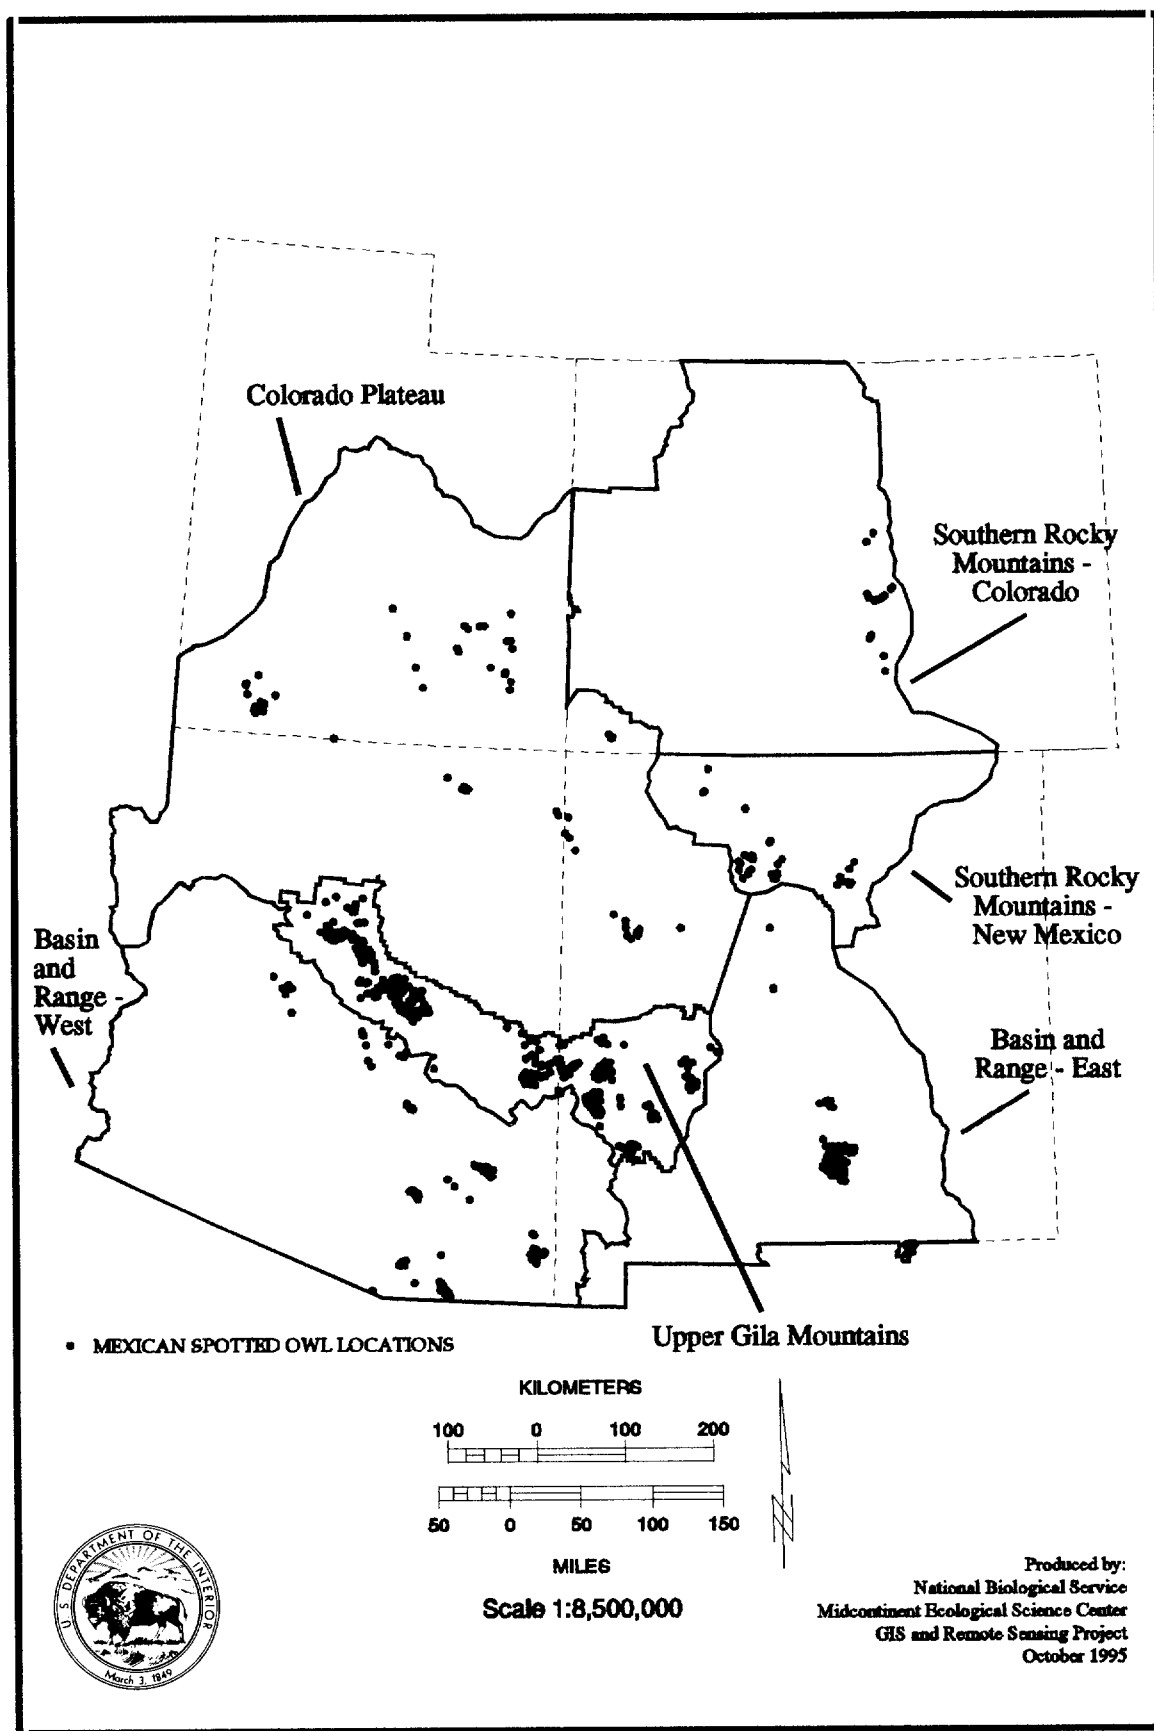 Colorado Plateau
Southern Rocky
Mountains -
Colorado
Southern Rocky
Mountains -
New Mexico
Basin
and
Range -
West
Basin and
Range - East
Upper Gila Mountains
MEXICAN SPOTTED OWL LOCATIONS
KILOMETERS
100 0 100 200
50 0 50 100 150
MILES
Scale 1:8,500,000
U.S. DEPARTMENT OF THE INTERIOR
March 3, 1849
Produced by:
National Biological Service
Midcontinent Ecological Science Center
GIS and Remote Sensing Project
October 1995